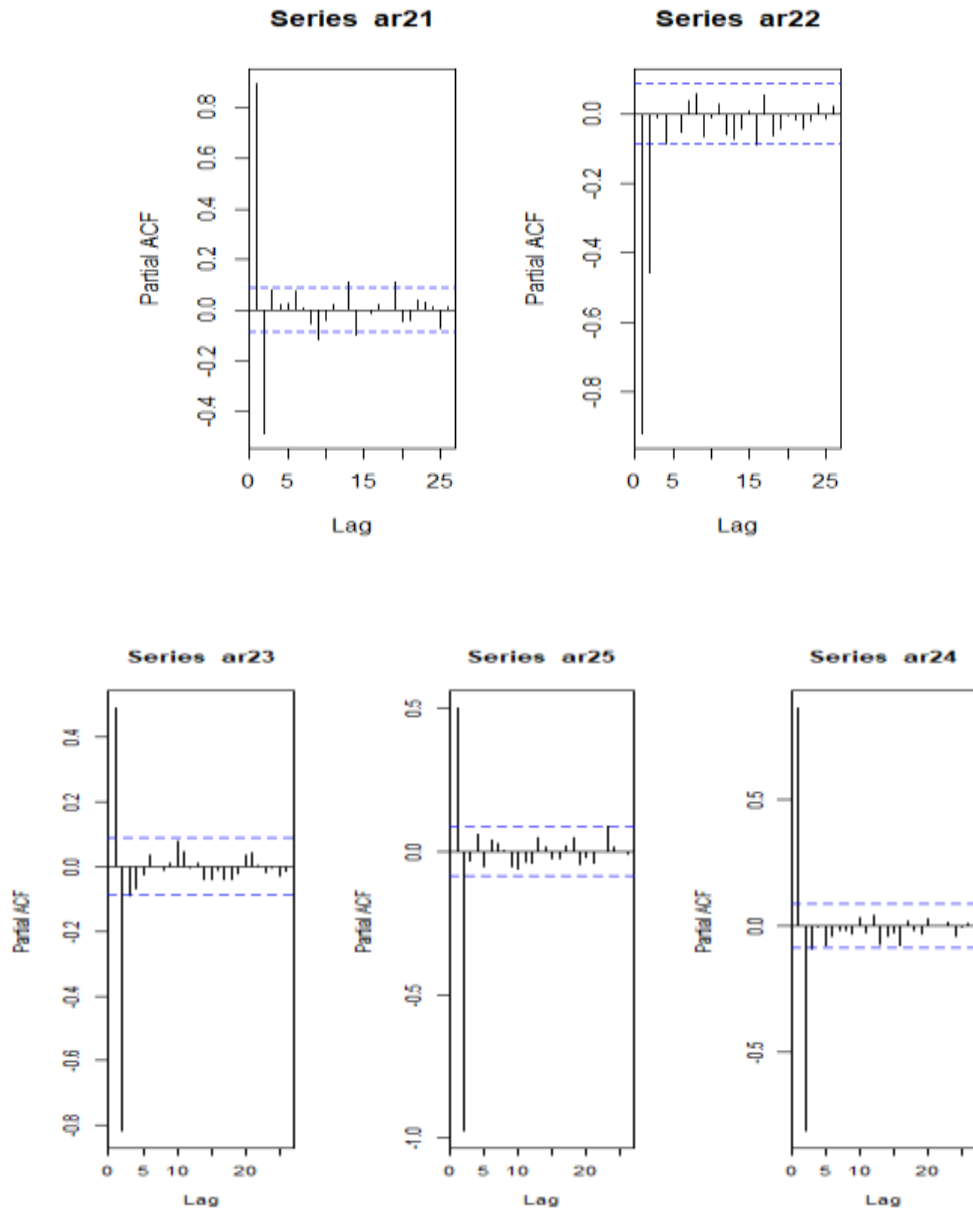 Series ar21
Partial ACF
0.8
0.6
0.4
0.2
0.0
-0.2
-0.4
0 5 15 25
Lag
Series ar22
Partial ACF
0.0
-0.2
-0.4
-0.6
-0.8
0 5 15 25
Lag
Series ar23
Partial ACF
0.4
0.2
0.0
-0.2
-0.4
-0.6
-0.8
0 5 10 20
Lag
Series ar25
Partial ACF
0.5
0.0
-0.5
-1.0
0 5 10 20
Lag
Series ar24
Partial ACF
0.5
0.0
-0.5
0 5 10 20
Lag